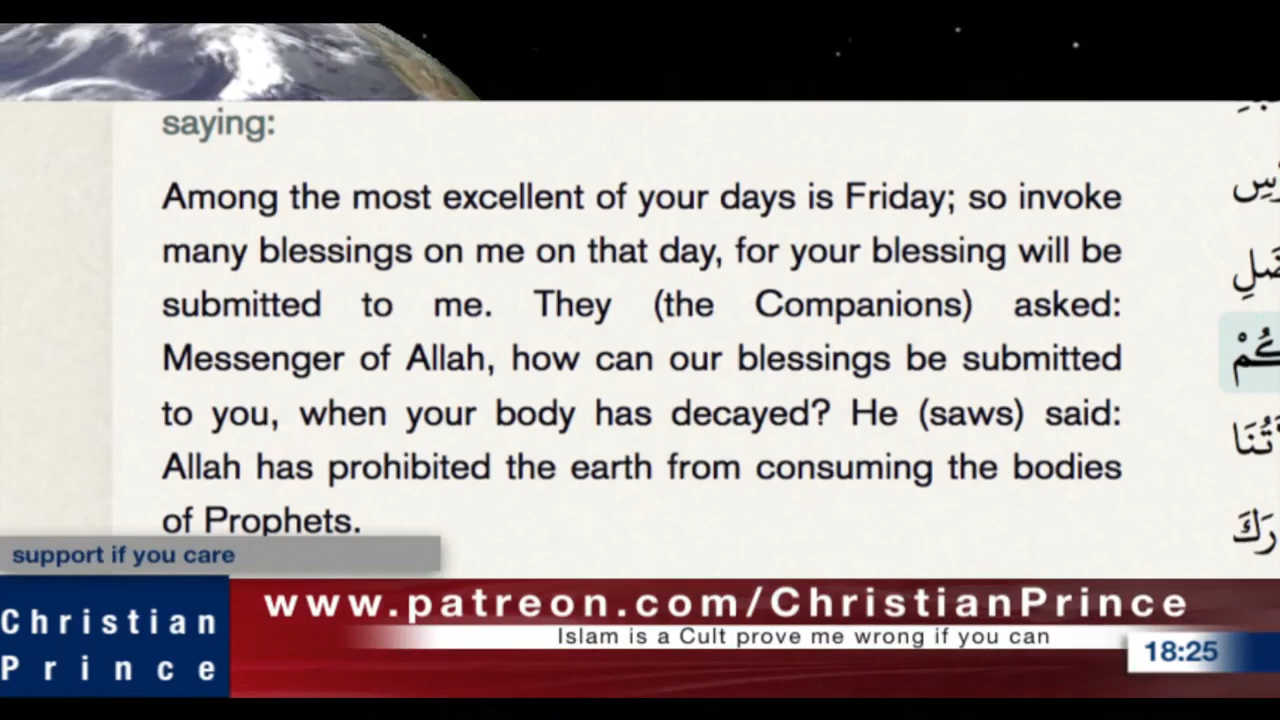 saying:
Among the most excellent of your days is Friday; so invoke
many blessings on me on that day, for your blessing will be
submitted to me. They (the Companions) asked:
Messenger of Allah, how can our blessings be submitted
to you, when your body has decayed? He (saws) said:
Allah has prohibited the earth from consuming the bodies
of Prophets.
support if you care
Christian
Prince
www.patreon.com/ChristianPrince
Islam is a Cult prove me wrong if you can
18:25